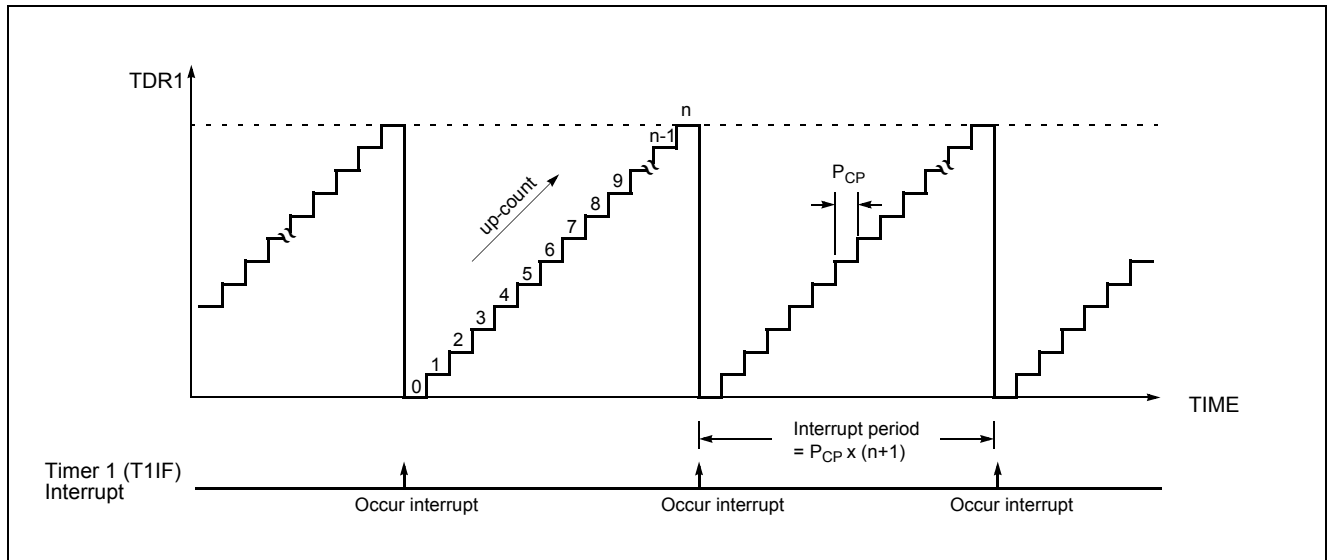 TDR1
n
n-1
9
8
7
6
5
4
3
2
1
0
up-count
PCP
TIME
Interrupt period
= PCP x (n+1)
Timer 1 (T1IF)
Interrupt
Occur interrupt
Occur interrupt
Occur interrupt